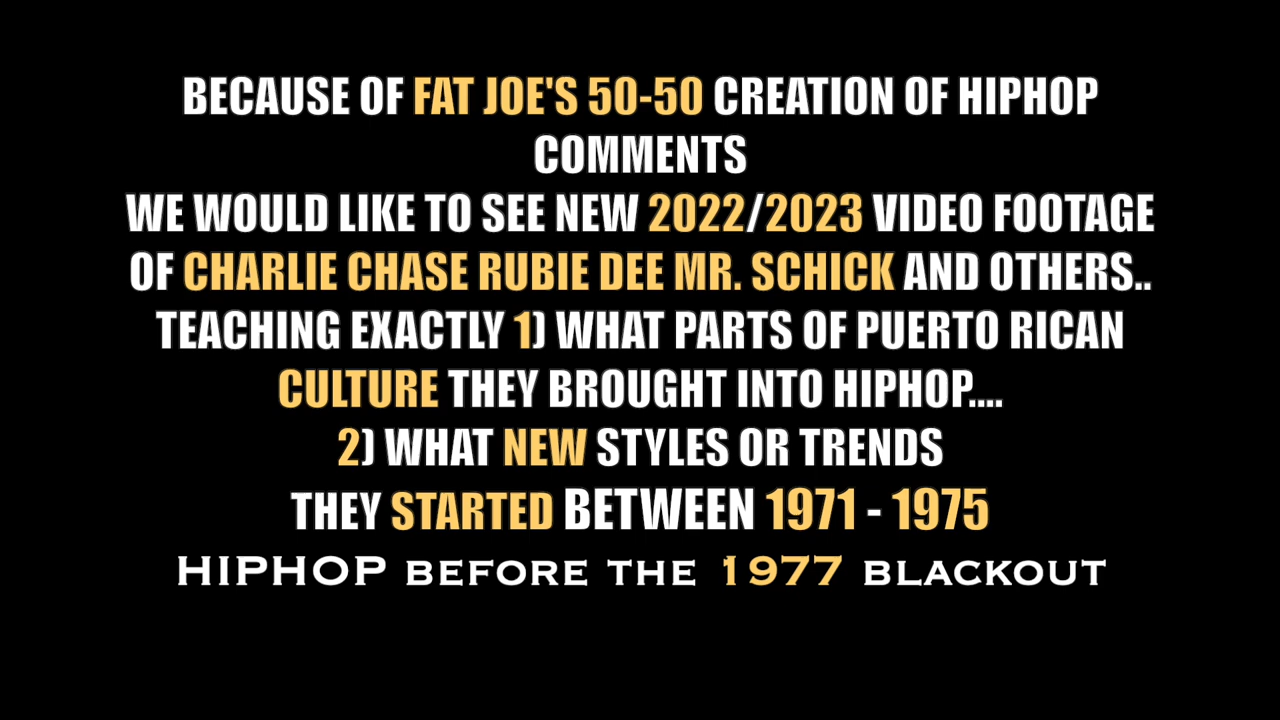 BECAUSE OF FAT JOE'S 50-50 CREATION OF HIPHOP
COMMENTS
WE WOULD LIKE TO SEE NEW 2022/2023 VIDEO FOOTAGE
OF CHARLIE CHASE RUBIE DEE MR. SCHICK AND OTHERS..
TEACHING EXACTLY 1) WHAT PARTS OF PUERTO RICAN
CULTURE THEY BROUGHT INTO HIPHOP....
2) WHAT NEW STYLES OR TRENDS
THEY STARTED BETWEEN 1971 - 1975
HIPHOP BEFORE THE 1977 BLACKOUT